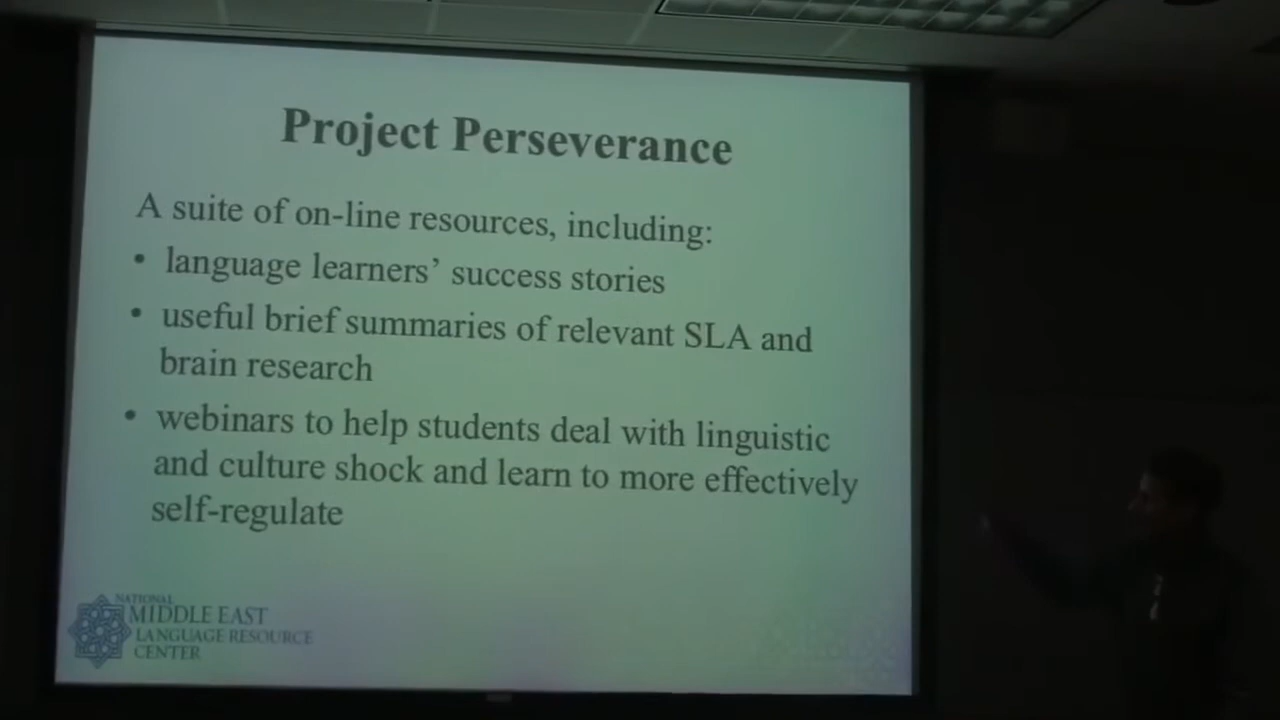 Project Perseverance
A suite of on-line resources, including:
• language learners’ success stories
• useful brief summaries of relevant SLA and
brain research
• webinars to help students deal with linguistic
and culture shock and learn to more effectively
self-regulate
NATIONAL
MIDDLE EAST
LANGUAGE RESOURCE
CENTER